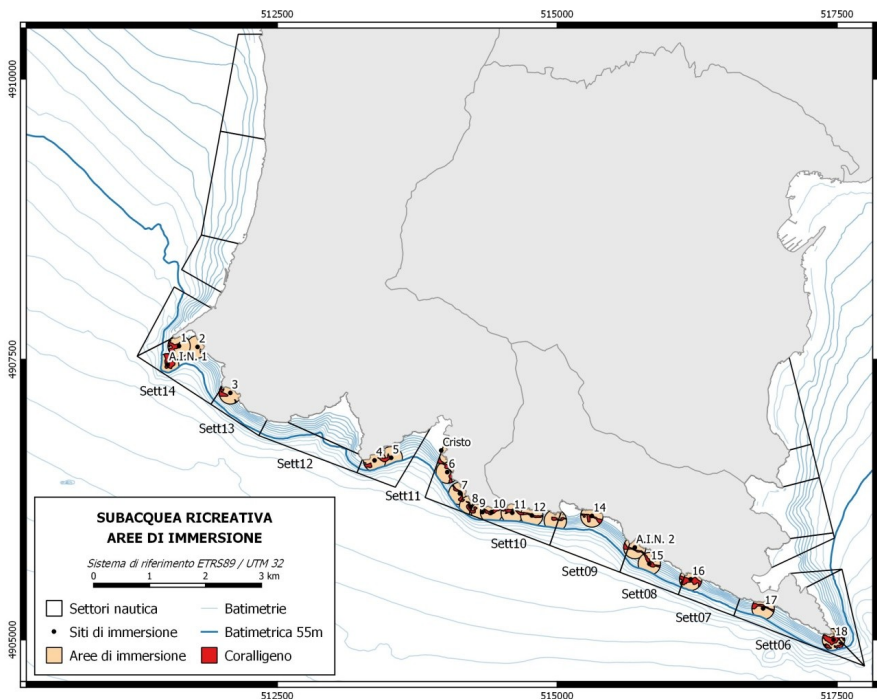 512500 515000 517500
4910000
4910000
4907500
4907500
4905000
4905000
1 2
A.I.N. 1
Sett14
3
Sett13
Sett12
4 5
Cristo
Sett11
6
7
8 9 10 11 12
14
Sett10
A.I.N. 2
15
Sett09
16
Sett08
17
Sett07
18
Sett06
SUBACQUEA RICREATIVA
AREE DI IMMERSIONE
Sistema di riferimento ETRS89 / UTM 32
0 1 2 3 km
Settori nautica
Batimetrie
Siti di immersione
Batimetrica 55m
Aree di immersione
Coralligeno
512500 515000 517500